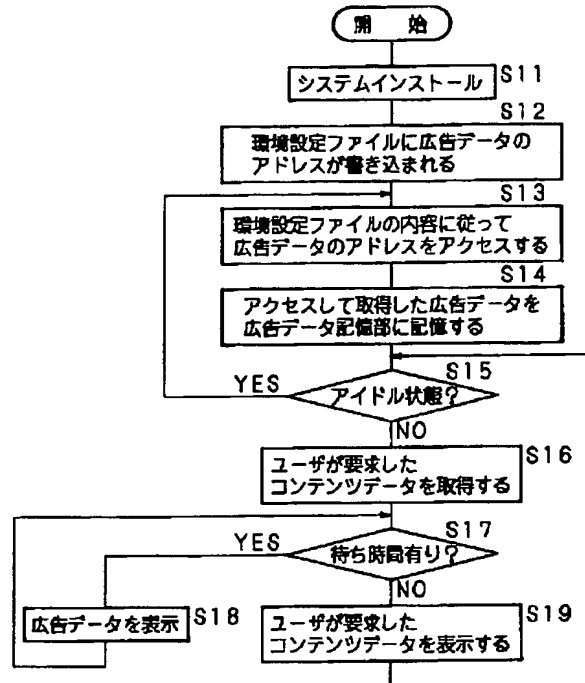 開 始
システムインストール S11
S12
環境設定ファイルに広告データの
アドレスが書き込まれる
S13
環境設定ファイルの内容に従って
広告データのアドレスをアクセスする
S14
アクセスして取得した広告データを
広告データ記憶部に記憶する
S15
YES アイドル状態?
NO
S16
ユーザが要求した
コンテンツデータを取得する
S17
YES 待ち時間有り?
NO
広告データを表示 S18
S19
ユーザが要求した
コンテンツデータを表示する